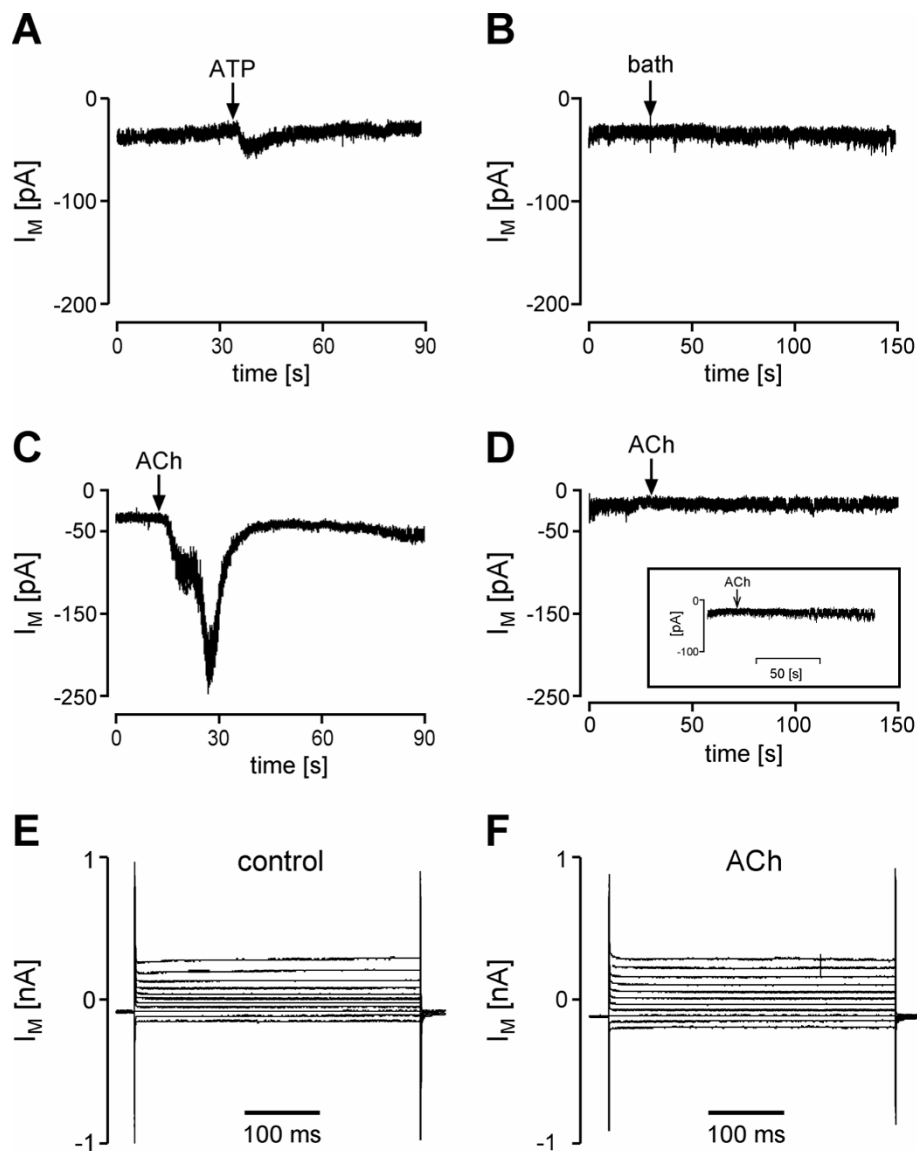 A
ATP
0
-100
-200
I_M [pA]
0 30 60 90
time [s]
B
bath
0
-100
-200
I_M [pA]
0 50 100 150
time [s]
C
ACh
0
-50
-150
-250
I_M [pA]
0 30 60 90
time [s]
D
ACh
0
-50
-150
-250
I_M [pA]
ACh
0
-100
[pA]
50 [s]
0 50 100 150
time [s]
E
control
1
0
-1
I_M [nA]
100 ms
F
ACh
1
0
-1
I_M [nA]
100 ms